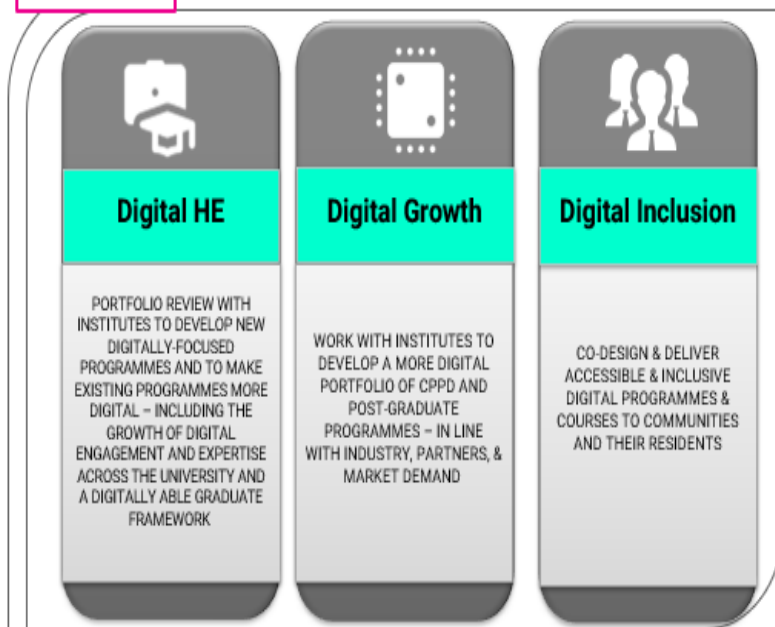 Digital HE
PORTFOLIO REVIEW WITH
INSTITUTES TO DEVELOP NEW
DIGITALLY-FOCUSED
PROGRAMMES AND TO MAKE
EXISTING PROGRAMMES MORE
DIGITAL – INCLUDING THE
GROWTH OF DIGITAL
ENGAGEMENT AND EXPERTISE
ACROSS THE UNIVERSITY AND
A DIGITALLY ABLE GRADUATE
FRAMEWORK
Digital Growth
WORK WITH INSTITUTES TO
DEVELOP A MORE DIGITAL
PORTFOLIO OF CPPD AND
POST-GRADUATE
PROGRAMMES – IN LINE
WITH INDUSTRY, PARTNERS, &
MARKET DEMAND
Digital Inclusion
CO-DESIGN & DELIVER
ACCESSIBLE & INCLUSIVE
DIGITAL PROGRAMMES &
COURSES TO COMMUNITIES
AND THEIR RESIDENTS